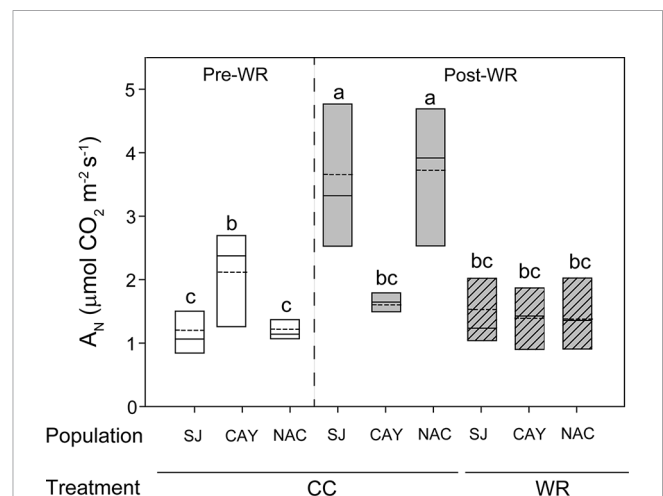 Pre-WR Post-WR
5
4
3
2
1
0
A_N (μmol CO₂ m⁻² s⁻¹)
c b c a bc a bc bc bc
Population SJ CAY NAC SJ CAY NAC SJ CAY NAC
Treatment CC WR